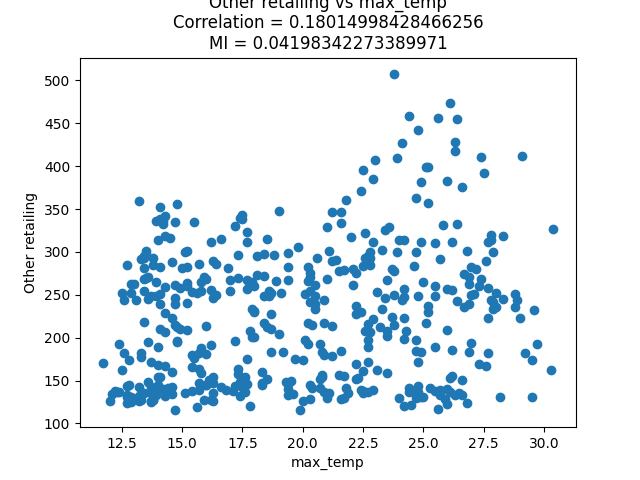 Other retailing vs max_temp
Correlation = 0.18014998428466256
MI = 0.04198342273389971
500
450
400
350
300
250
200
150
100
Other retailing
12.5 15.0 17.5 20.0 22.5 25.0 27.5 30.0
max_temp